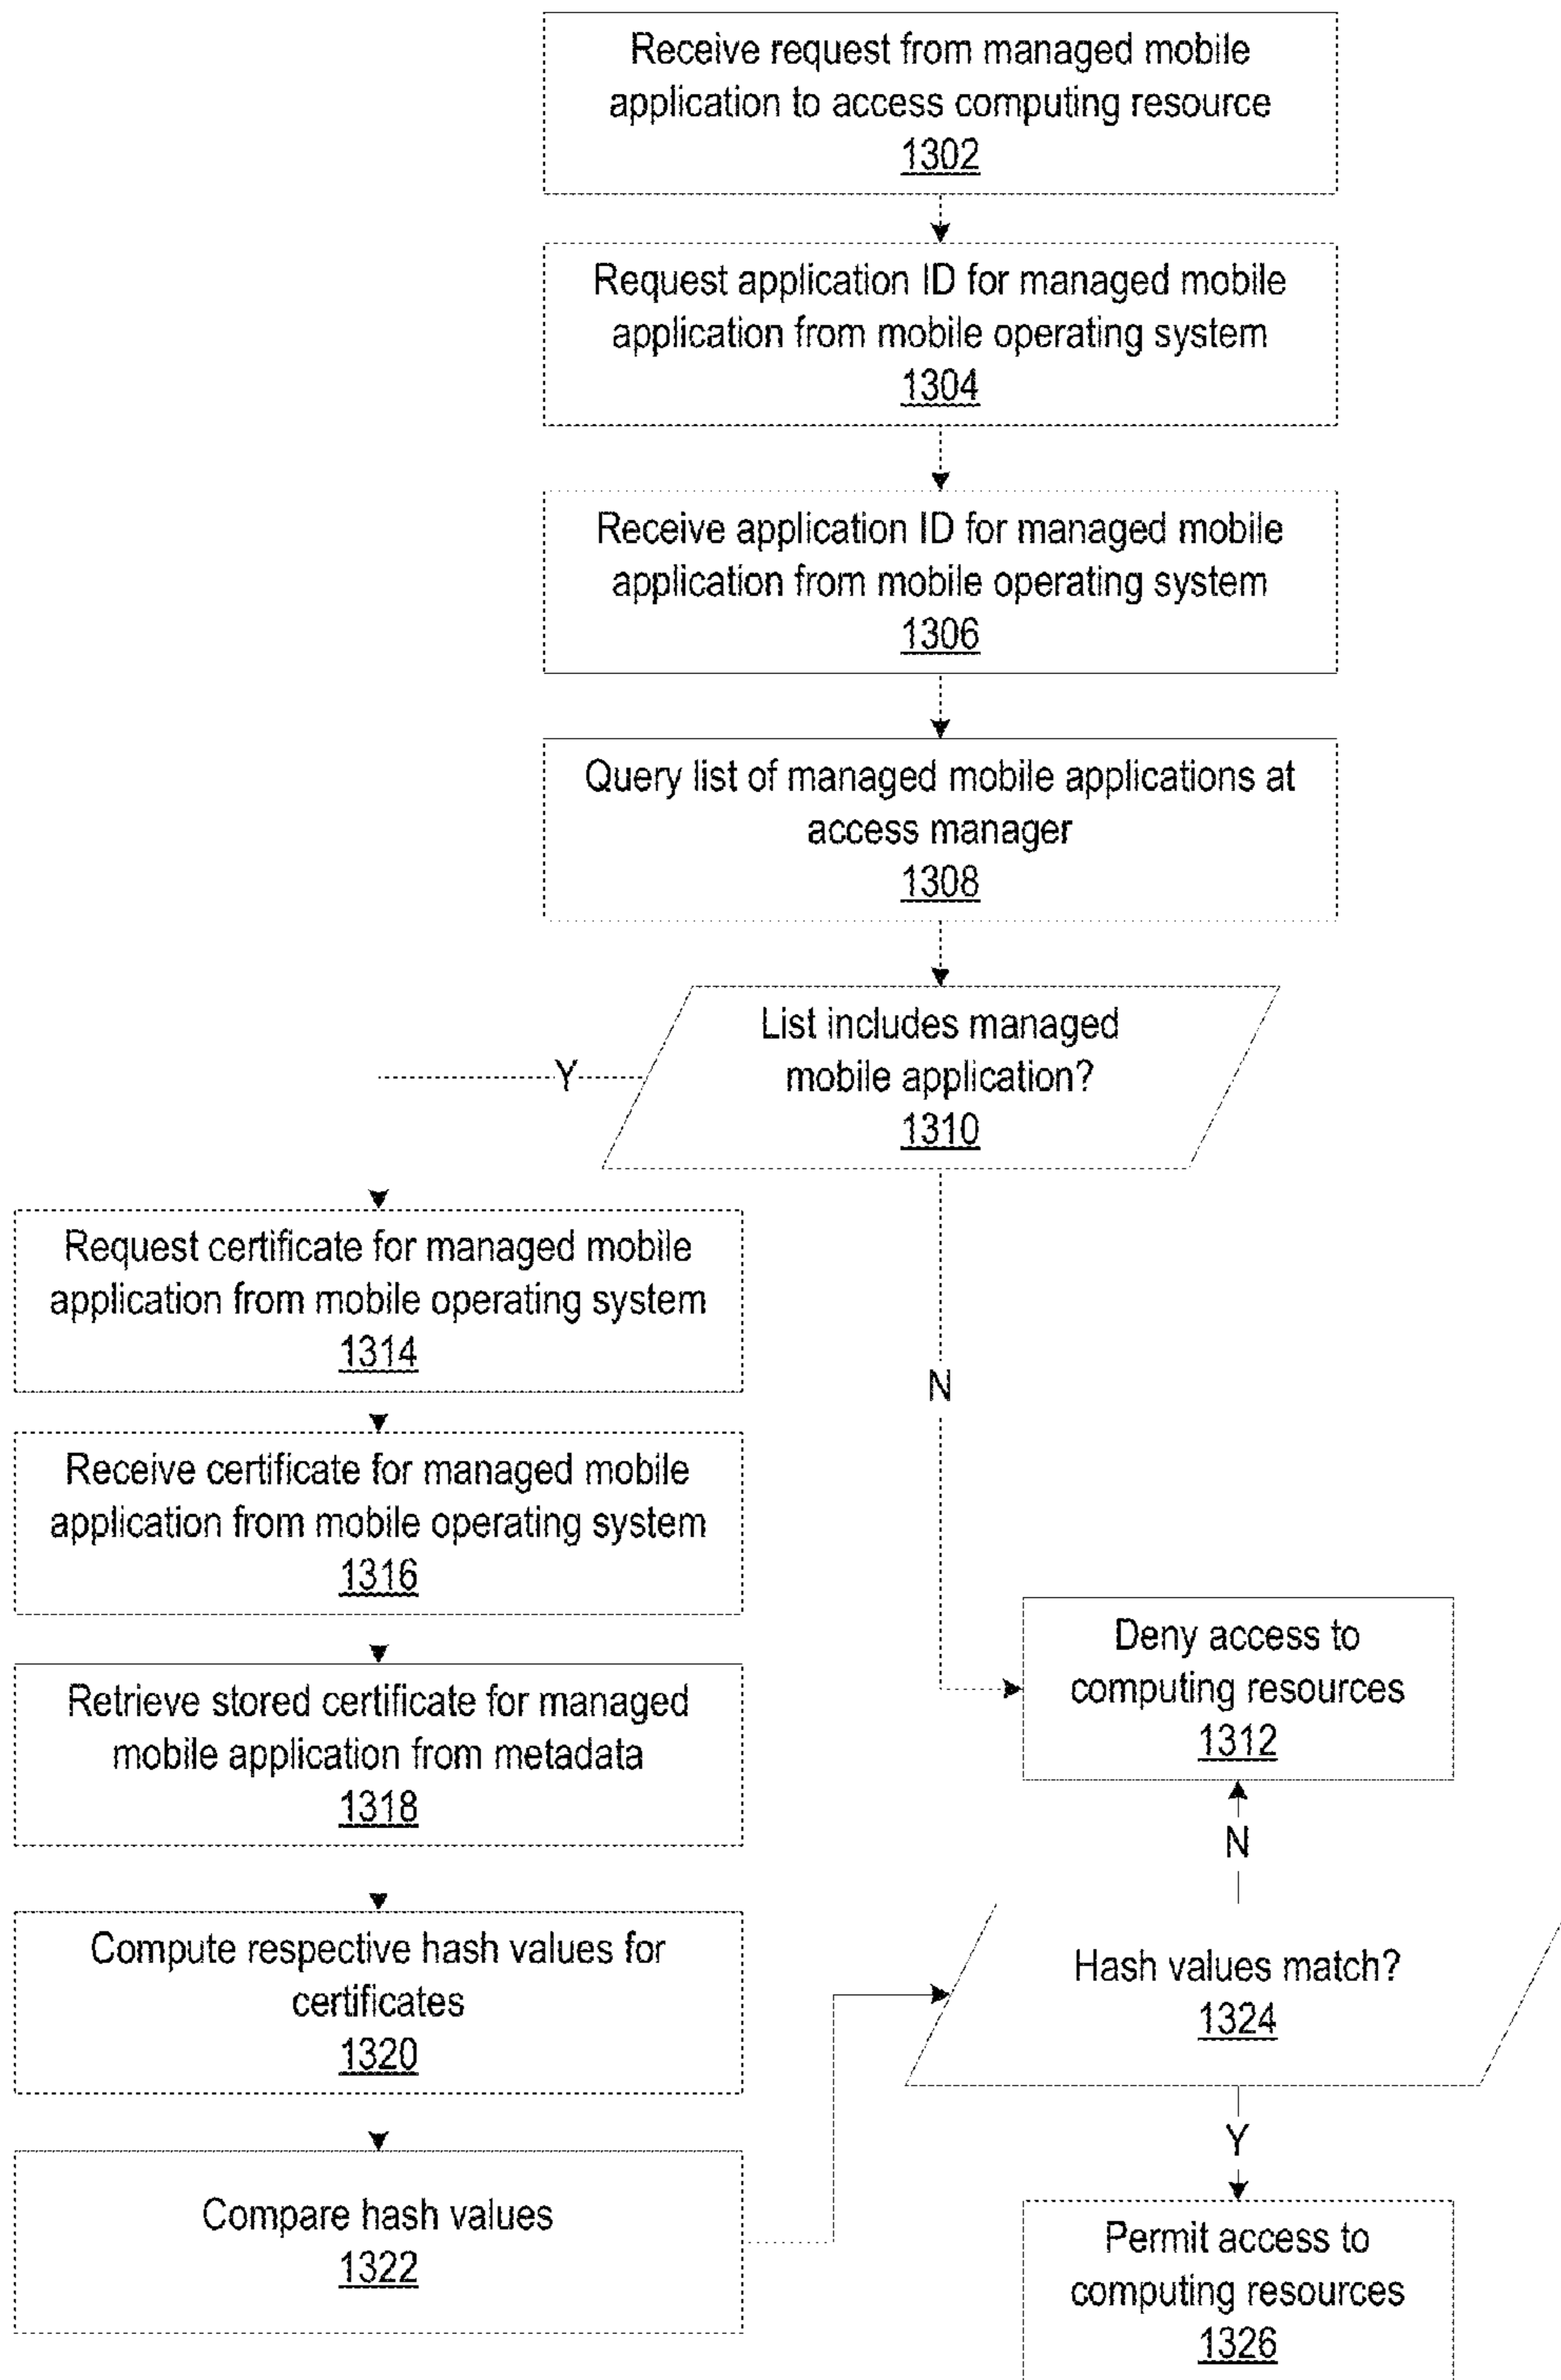 Receive request from managed mobile
application to access computing resource
1302
Request application ID for managed mobile
application from mobile operating system
1304
Receive application ID for managed mobile
application from mobile operating system
1306
Query list of managed mobile applications at
access manager
1308
List includes managed
mobile application?
1310
Y
N
Request certificate for managed mobile
application from mobile operating system
1314
Receive certificate for managed mobile
application from mobile operating system
1316
Retrieve stored certificate for managed
mobile application from metadata
1318
Compute respective hash values for
certificates
1320
Compare hash values
1322
Deny access to
computing resources
1312
N
Hash values match?
1324
Y
Permit access to
computing resources
1326